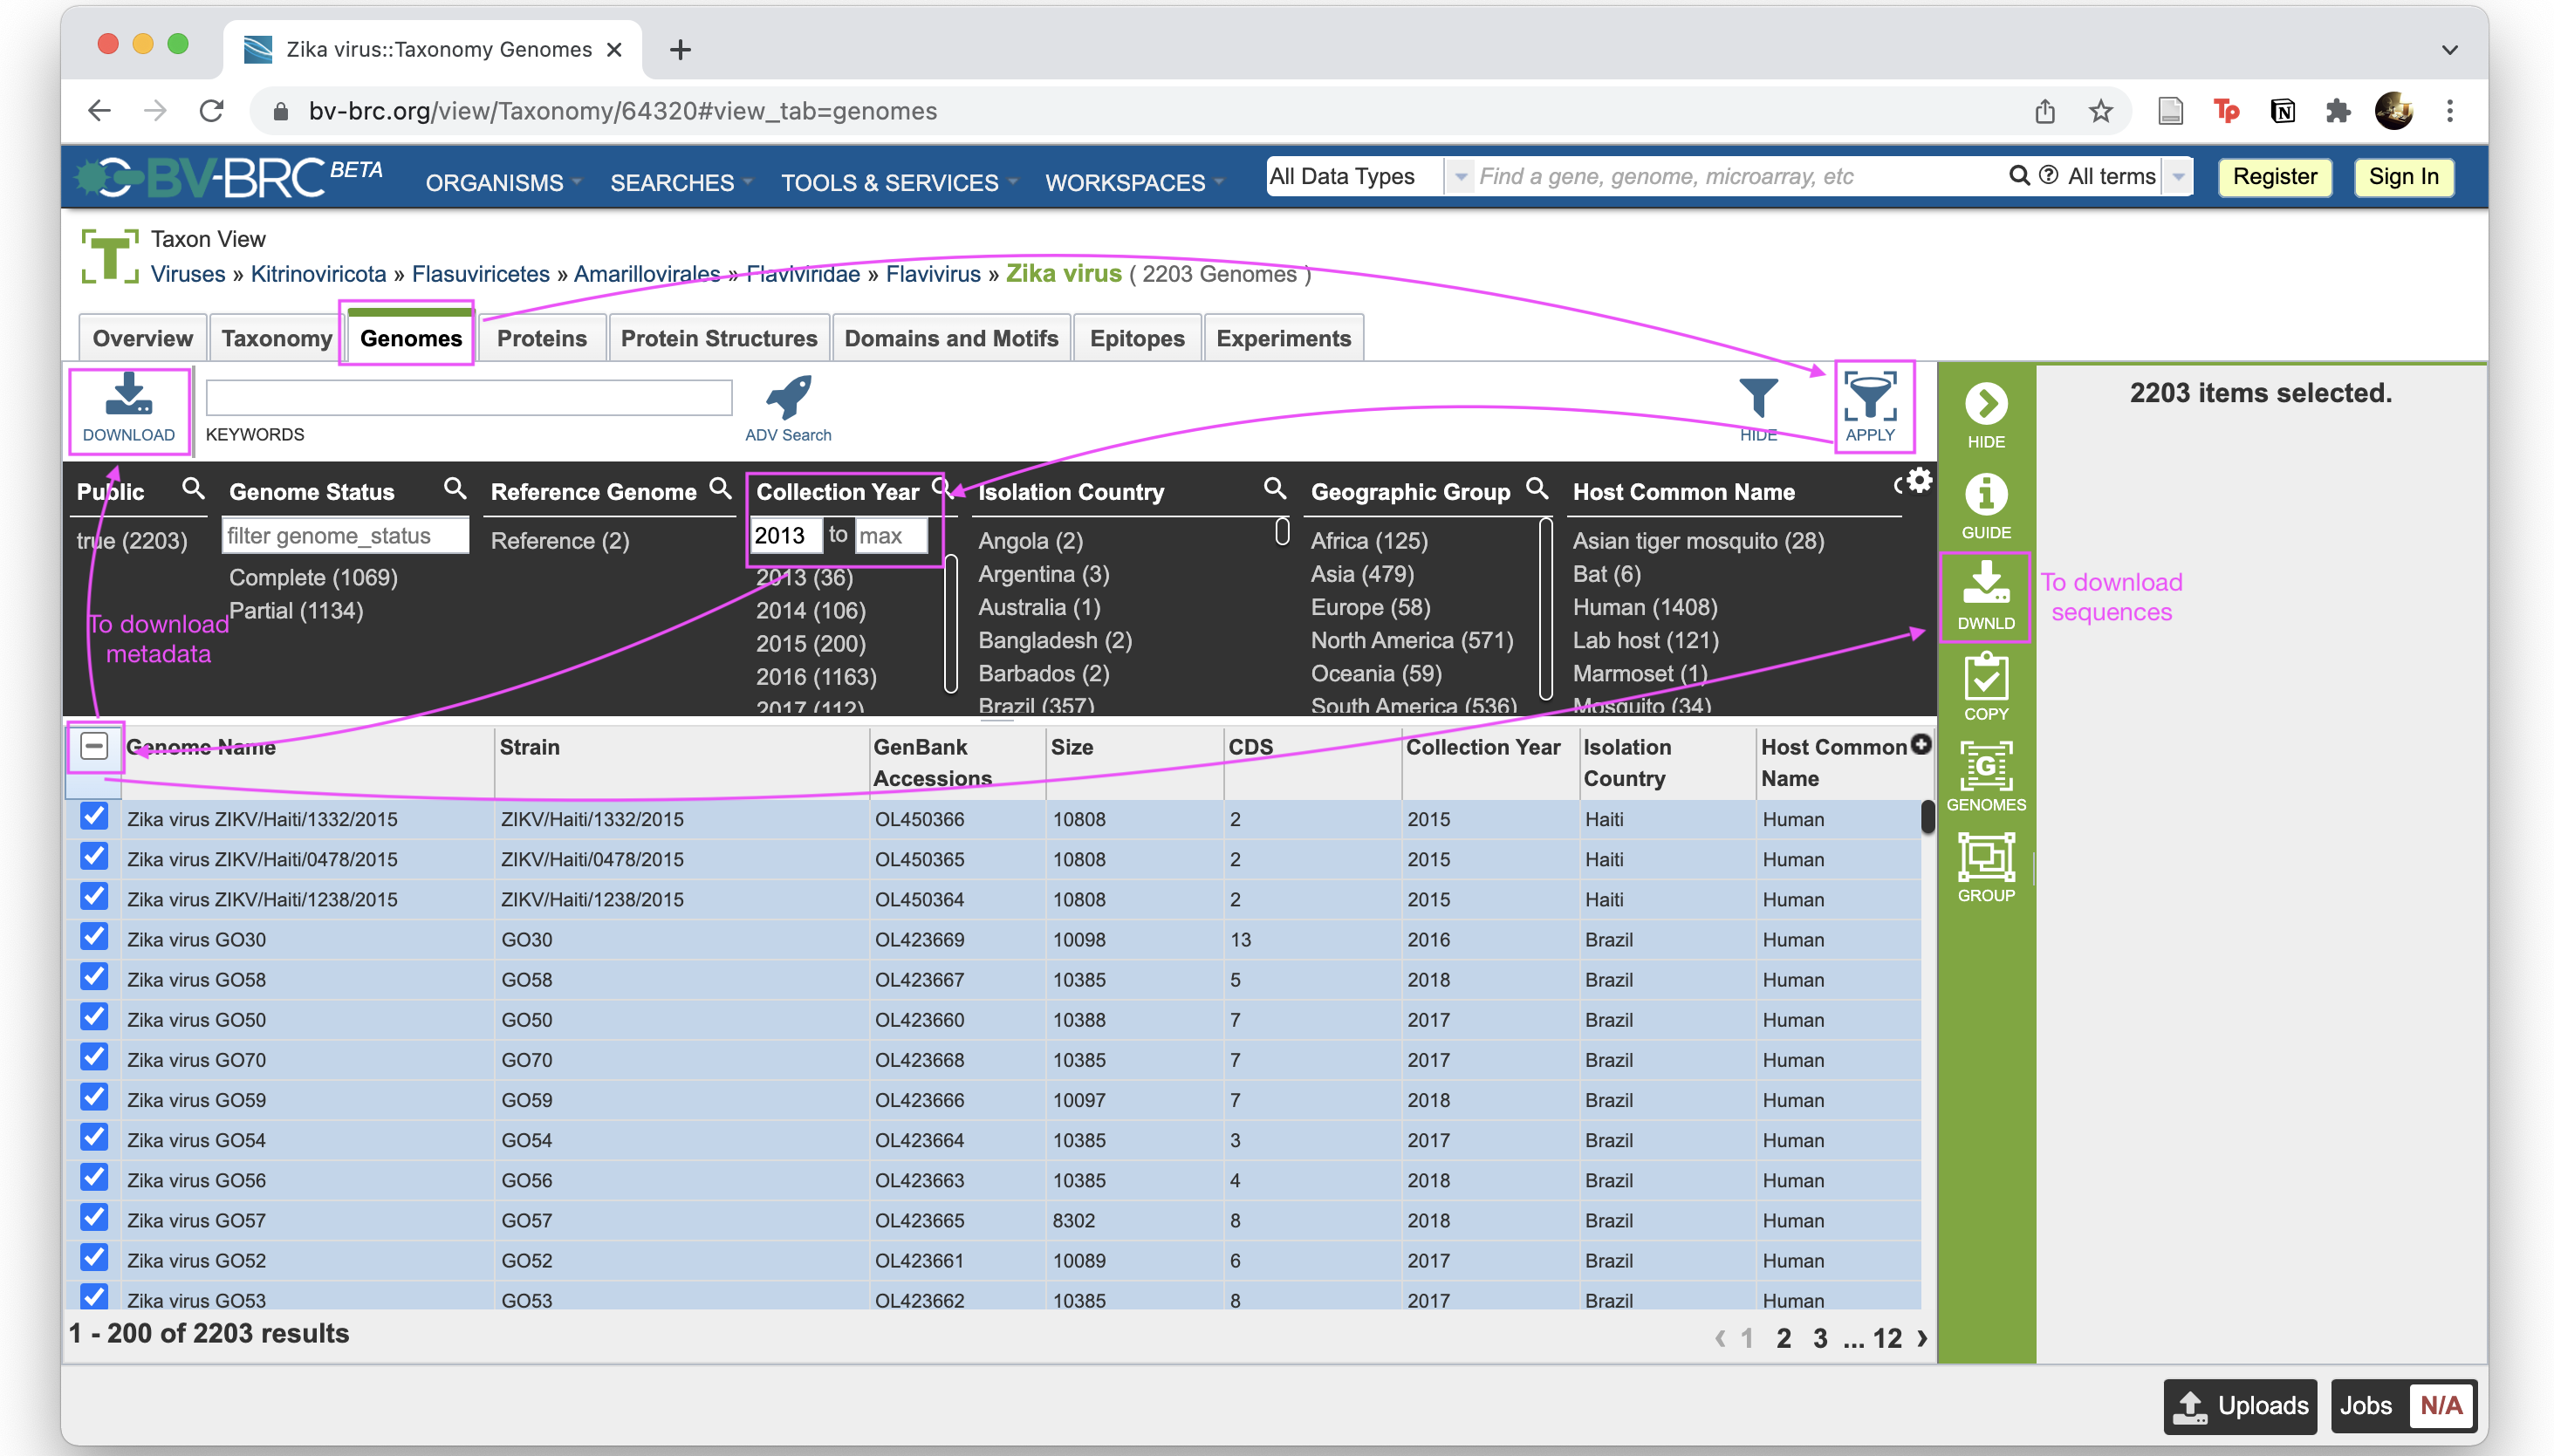 Zika virus::Taxonomy Genomes
bv-brc.org/view/Taxonomy/64320#view_tab=genomes
Tp
N
BV-BRC BETA
ORGANISMS SEARCHES TOOLS & SERVICES WORKSPACES
All Data Types Find a gene, genome, microarray, etc All terms Register Sign In
T Taxon View
Viruses » Kitrinoviricota » Flasuviricetes » Amarillovirales » Flaviviridae » Flavivirus » Zika virus ( 2203 Genomes )
Overview Taxonomy Genomes Proteins Protein Structures Domains and Motifs Epitopes Experiments
DOWNLOAD KEYWORDS ADV Search HIDE APPLY
HIDE
GUIDE
DWNLD
COPY
G
GENOMES
GROUP
2203 items selected.
To download
sequences
Public Genome Status Reference Genome Collection Year Isolation Country Geographic Group Host Common Name
true (2203) filter genome_status Reference (2) 2013 to max Angola (2) Africa (125) Asian tiger mosquito (28)
Complete (1069) 2013 (36) Argentina (3) Asia (479) Bat (6)
Partial (1134) 2014 (106) Australia (1) Europe (58) Human (1408)
To download
metadata
2015 (200) Bangladesh (2) North America (571) Lab host (121)
2016 (1163) Barbados (2) Oceania (59) Marmoset (1)
2017 (112) Brazil (357) South America (536) Mosquito (34)
Genome Name Strain GenBank Accessions Size CDS Collection Year Isolation Country Host Common Name
Zika virus ZIKV/Haiti/1332/2015 ZIKV/Haiti/1332/2015 OL450366 10808 2 2015 Haiti Human
Zika virus ZIKV/Haiti/0478/2015 ZIKV/Haiti/0478/2015 OL450365 10808 2 2015 Haiti Human
Zika virus ZIKV/Haiti/1238/2015 ZIKV/Haiti/1238/2015 OL450364 10808 2 2015 Haiti Human
Zika virus GO30 GO30 OL423669 10098 13 2016 Brazil Human
Zika virus GO58 GO58 OL423667 10385 5 2018 Brazil Human
Zika virus GO50 GO50 OL423660 10388 7 2017 Brazil Human
Zika virus GO70 GO70 OL423668 10385 7 2017 Brazil Human
Zika virus GO59 GO59 OL423666 10097 7 2018 Brazil Human
Zika virus GO54 GO54 OL423664 10385 3 2017 Brazil Human
Zika virus GO56 GO56 OL423663 10385 4 2018 Brazil Human
Zika virus GO57 GO57 OL423665 8302 8 2018 Brazil Human
Zika virus GO52 GO52 OL423661 10089 6 2017 Brazil Human
Zika virus GO53 GO53 OL423662 10385 8 2017 Brazil Human
1 - 200 of 2203 results ‹ 1 2 3 ... 12 ›
Uploads Jobs N/A